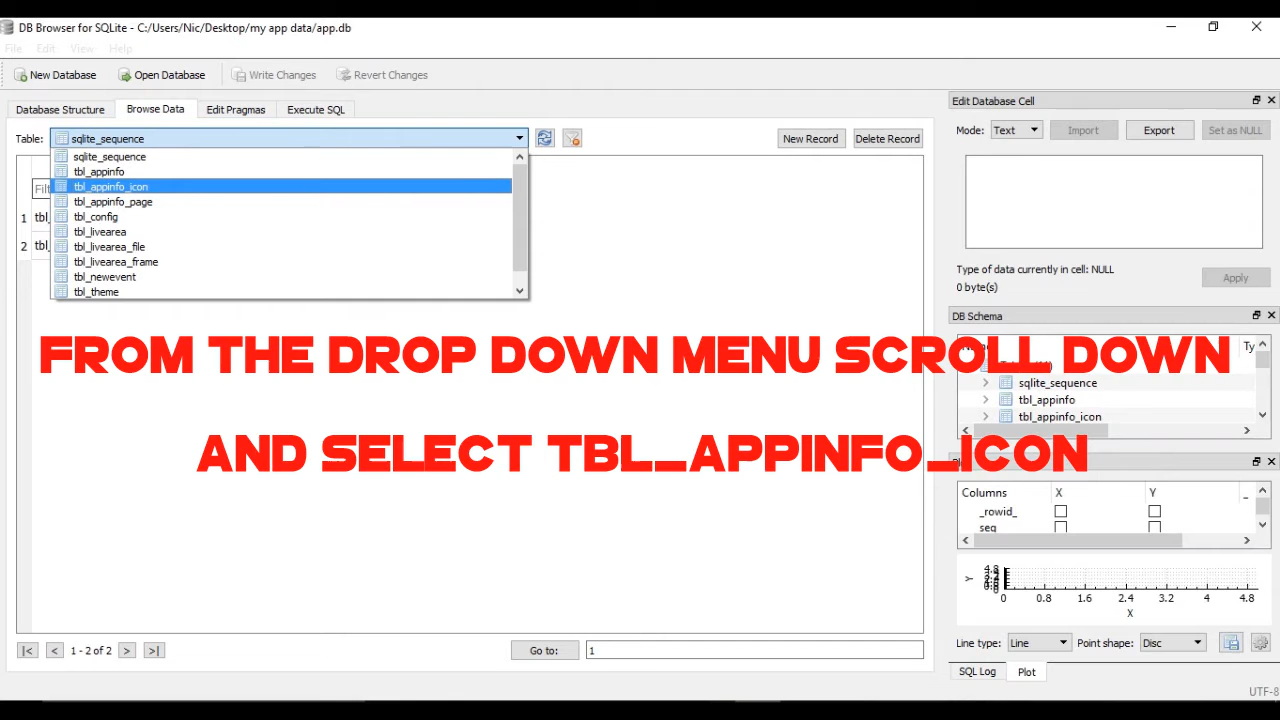 DB Browser for SQLite - C:/Users/Nic/Desktop/my app data/app.db
File Edit View Help
New Database Open Database Write Changes Revert Changes
Database Structure Browse Data Edit Pragmas Execute SQL
Table: sqlite_sequence New Record Delete Record
sqlite_sequence
tbl_appinfo
tbl_appinfo_icon
tbl_appinfo_page
tbl_config
tbl_livearea
tbl_livearea_file
tbl_livearea_frame
tbl_newevent
tbl_theme
1 tbl_
2 tbl_
FROM THE DROP DOWN MENU SCROLL DOWN
AND SELECT TBL_APPINFO_ICON
|< < 1 - 2 of 2 > >| Go to: 1
Edit Database Cell
Mode: Text Import Export Set as NULL
Type of data currently in cell: NULL
0 byte(s)
Apply
DB Schema
Ty
sqlite_sequence
tbl_appinfo
tbl_appinfo_icon
Columns X Y
_rowid_
seq
Y
0 0.8 1.6 2.4 3.2 4 4.8
X
Line type: Line Point shape: Disc
SQL Log Plot
UTF-8